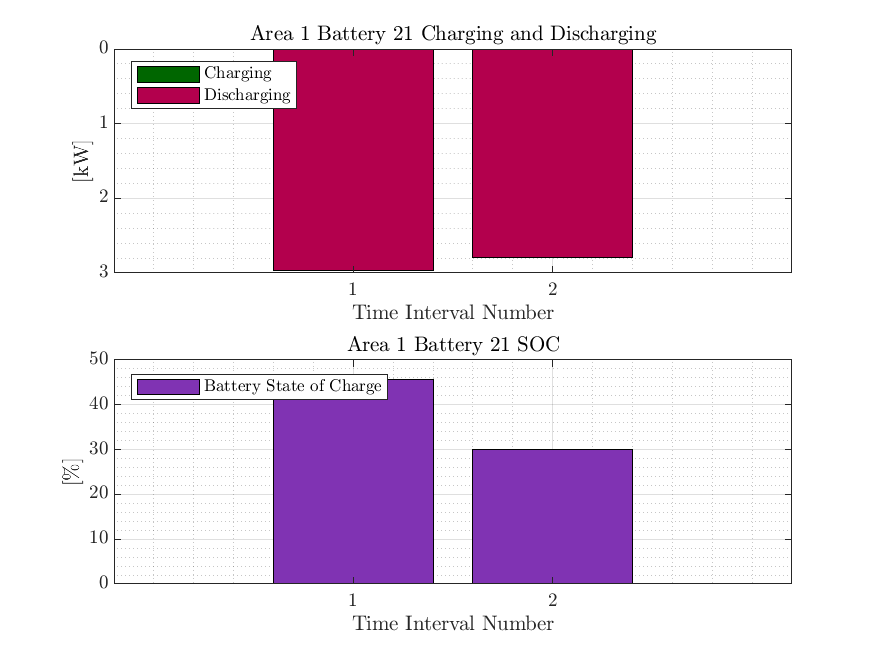 Area 1 Battery 21 Charging and Discharging
0
Charging
Discharging
1
[kW]
2
3
1 2
Time Interval Number
Area 1 Battery 21 SOC
50
Battery State of Charge
40
30
[%]
20
10
0
1 2
Time Interval Number